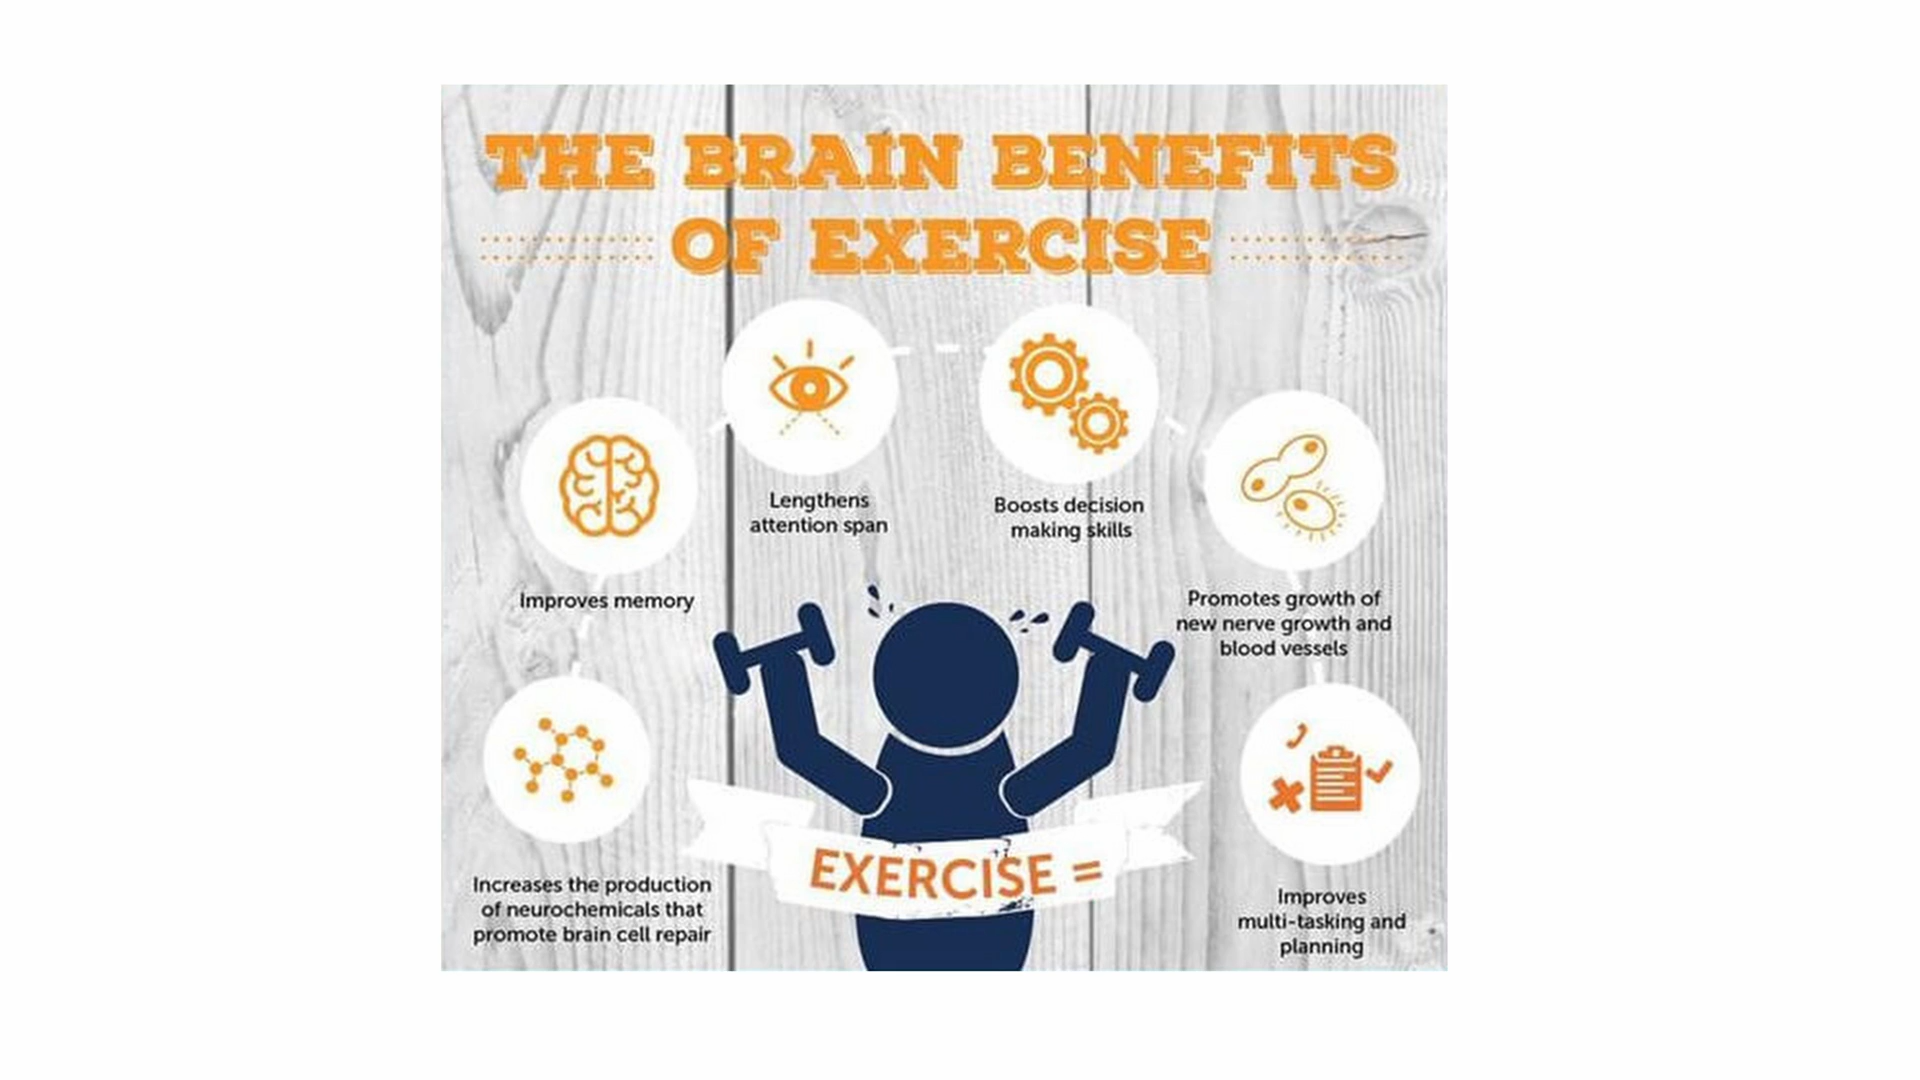 THE BRAIN BENEFITS
OF EXERCISE
Lengthens
attention span
Boosts decision
making skills
Improves memory
Promotes growth of
new nerve growth and
blood vessels
Increases the production
of neurochemicals that
promote brain cell repair
EXERCISE =
Improves
multi-tasking and
planning